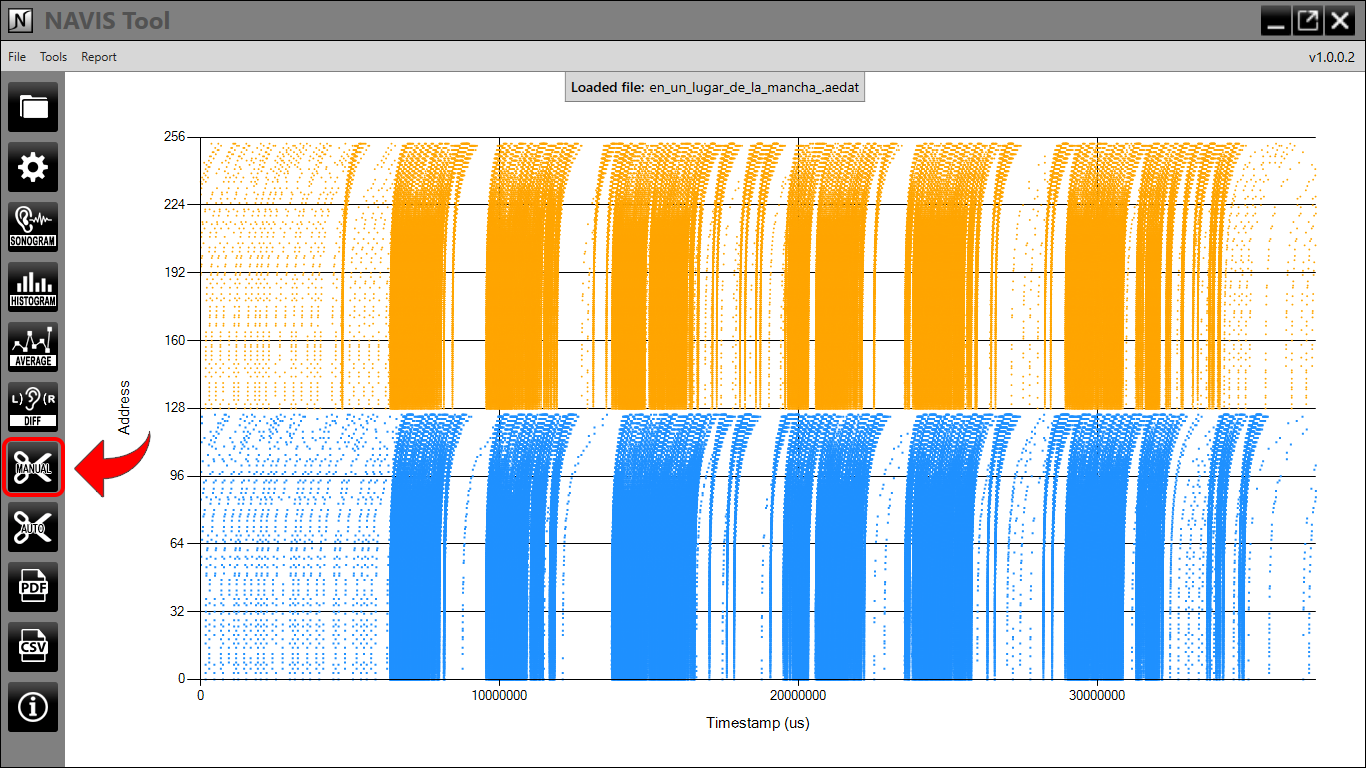 N NAVIS Tool
File Tools Report v1.0.0.2
Loaded file: en_un_lugar_de_la_mancha_.aedat
SONOGRAM
HISTOGRAM
AVERAGE
L) (R
DIFF
MANUAL
AUTO
PDF
CSV
i
Address
256
224
192
160
128
96
64
32
0
0 10000000 20000000 30000000
Timestamp (us)